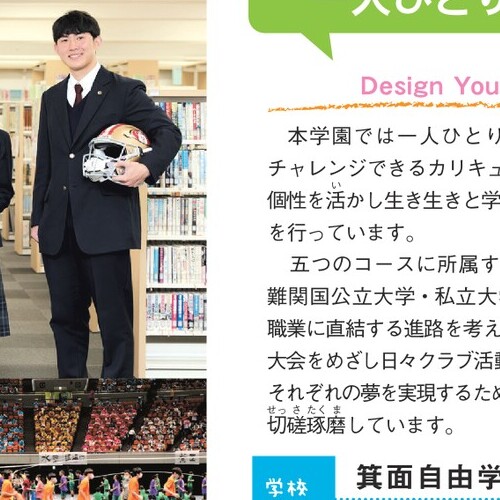 Design You
本学園では一人ひとり
チャレンジできるカリキュ
個性を活かし生き生きと学
を行っています。
五つのコースに所属す
難関国公立大学・私立大
職業に直結する進路を考え
大会をめざし日々クラブ活動
それぞれの夢を実現するため
切磋琢磨しています。
学校
箕面自由学